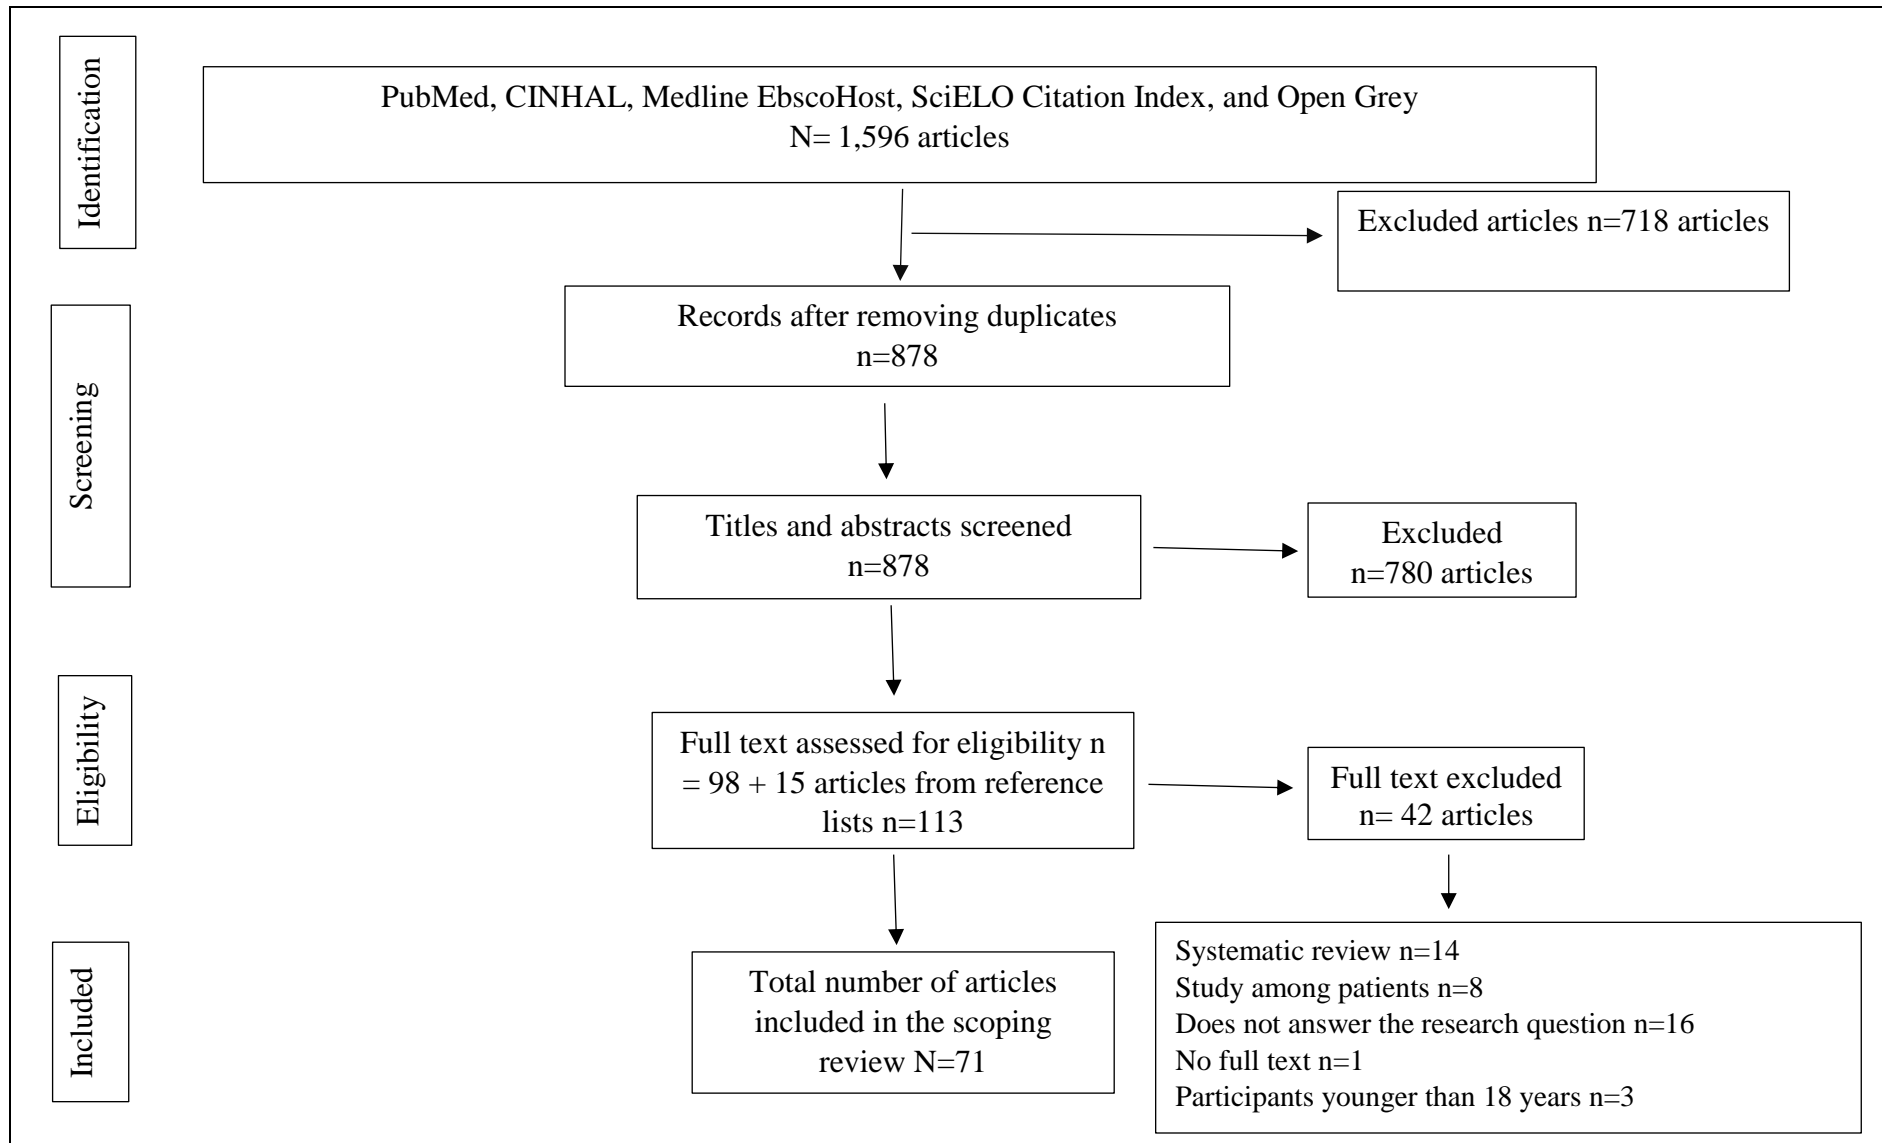 Identification
PubMed, CINHAL, Medline EbscoHost, SciELO Citation Index, and Open Grey
N= 1,596 articles
Excluded articles n=718 articles
Screening
Records after removing duplicates
n=878
Titles and abstracts screened
n=878
Excluded
n=780 articles
Eligibility
Full text assessed for eligibility n
= 98 + 15 articles from reference
lists n=113
Full text excluded
n= 42 articles
Included
Total number of articles
included in the scoping
review N=71
Systematic review n=14
Study among patients n=8
Does not answer the research question n=16
No full text n=1
Participants younger than 18 years n=3